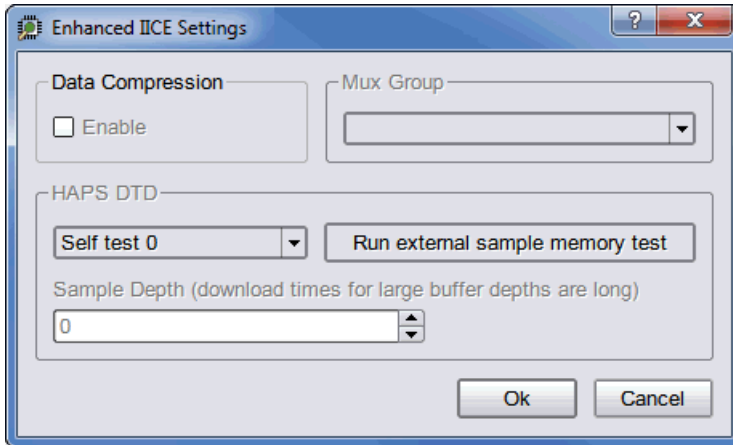 Enhanced IICE Settings
Data Compression
Mux Group
Enable
HAPS DTD
Self test 0
Run external sample memory test
Sample Depth (download times for large buffer depths are long)
0
Ok
Cancel